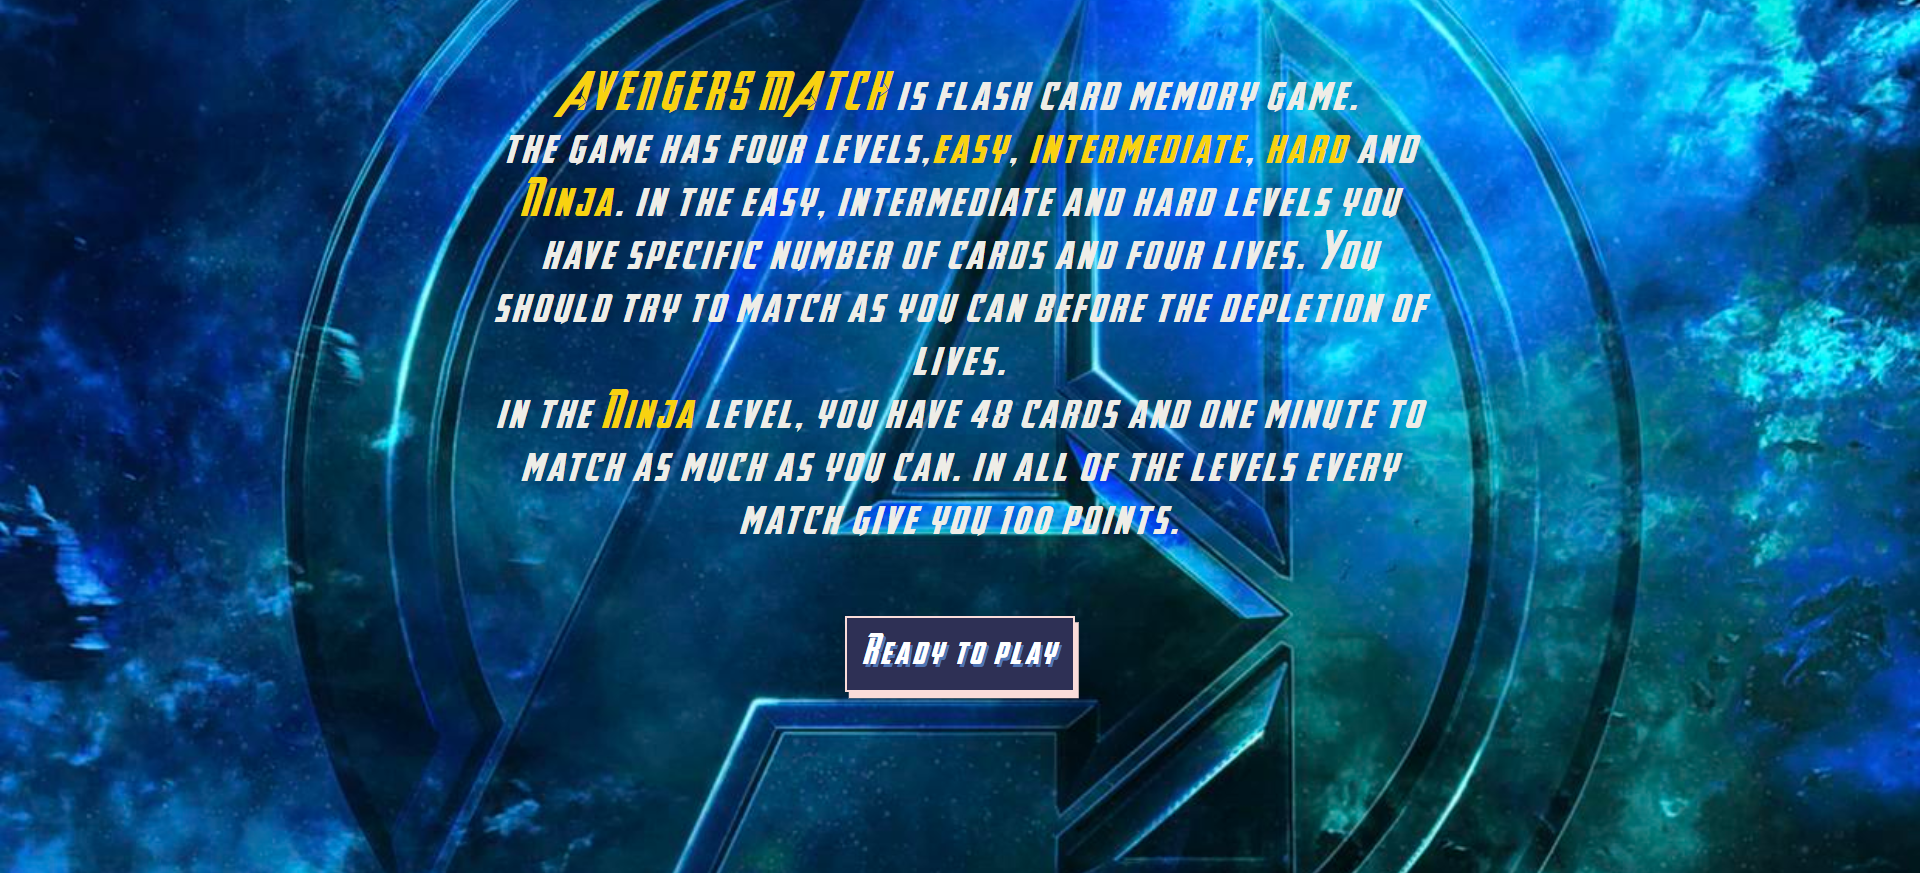 Avengers Match is flash card memory game.
the game has four levels,easy, intermediate, hard and
Ninja. in the easy, intermediate and hard levels you
have specific number of cards and four lives. You
should try to match as you can before the depletion of
lives.
in the Ninja level, you have 48 cards and one minute to
match as much as you can. in all of the levels every
match give you 100 points.
Ready to play